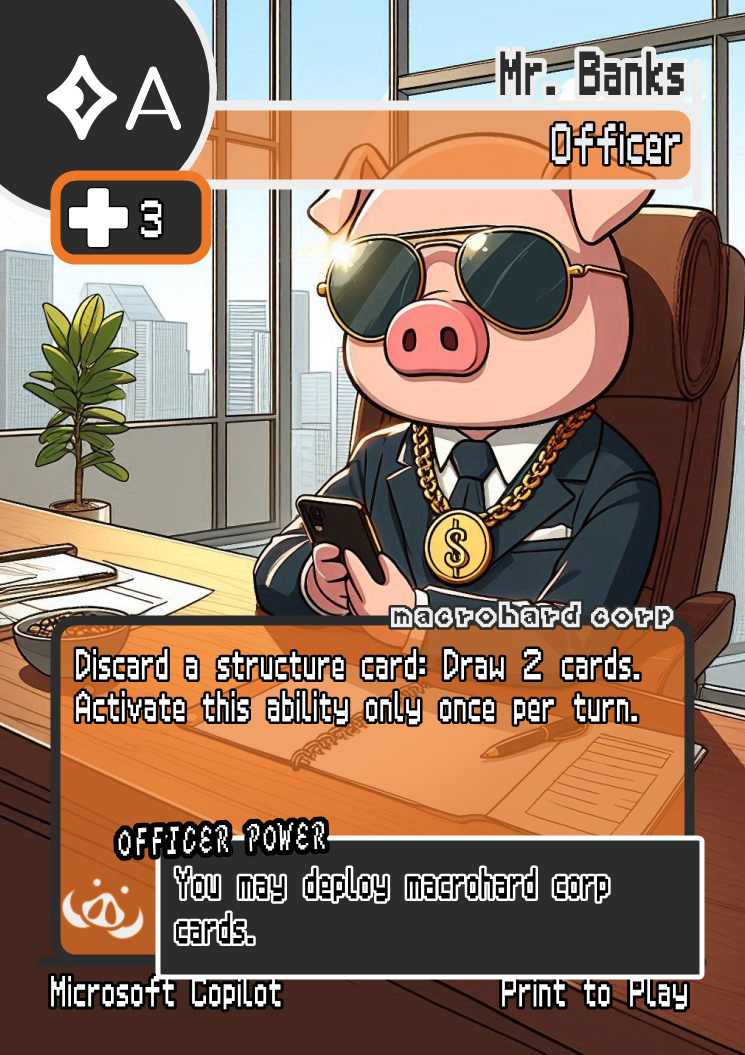 A
Mr. Banks
Officer
3
$
macrohard corp
Discard a structure card: Draw 2 cards.
Activate this ability only once per turn.
OFFICER POWER
You may deploy macrohard corp
cards.
Microsoft Copilot
Print to Play